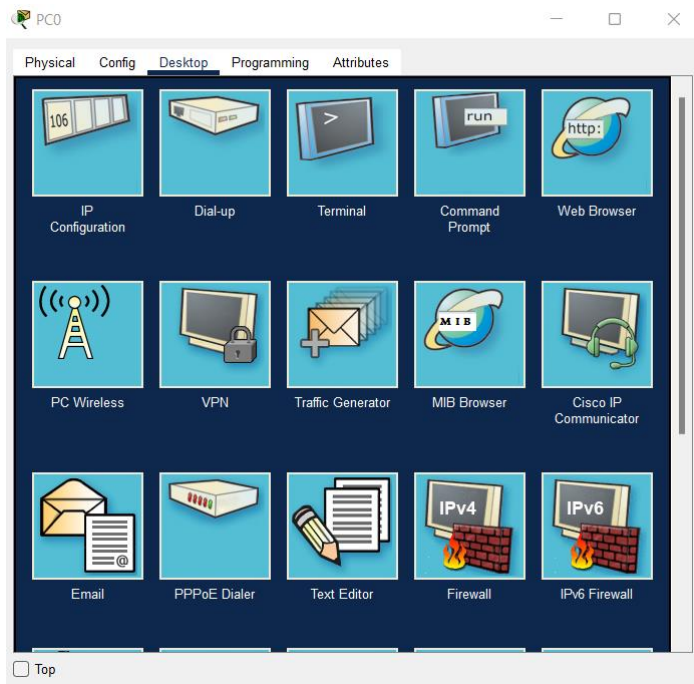 PC0
Physical Config Desktop Programming Attributes
106
>
run
http:
IP
Configuration
Dial-up
Terminal
Command
Prompt
Web Browser
MIB
?
PC Wireless
VPN
Traffic Generator
MIB Browser
Cisco IP
Communicator
@
IPv4
IPv6
Email
PPPoE Dialer
Text Editor
Firewall
IPv6 Firewall
Top